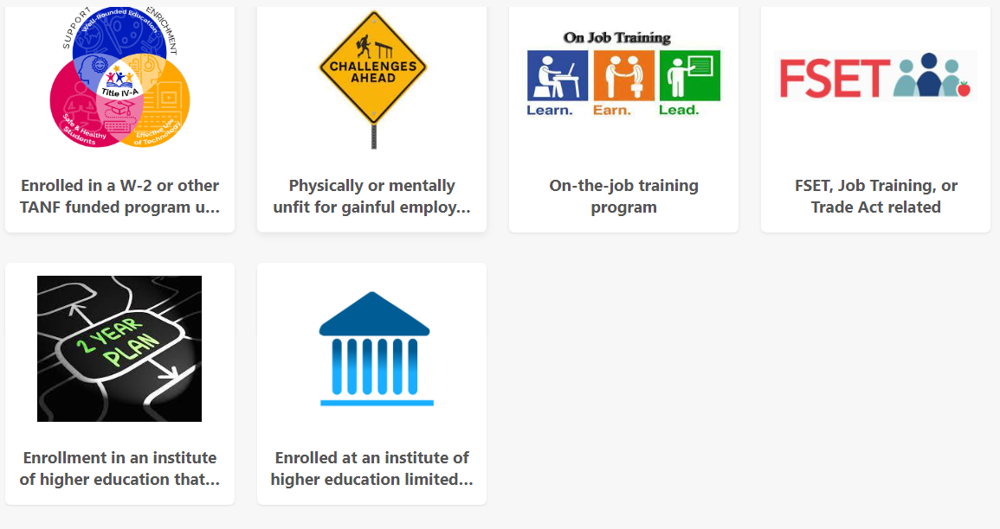 SUPPORT
ENRICHMENT
Well-Rounded Education
Title IV-A
Safe & Healthy
Students
Effective Use
of Technology
Enrolled in a W-2 or other
TANF funded program u...
CHALLENGES
AHEAD
Physically or mentally
unfit for gainful employ...
On Job Training
Learn. Earn. Lead.
On-the-job training
program
FSET
FSET, Job Training, or
Trade Act related
2 YEAR
PLAN
Enrollment in an institute
of higher education that...
Enrolled at an institute of
higher education limited...